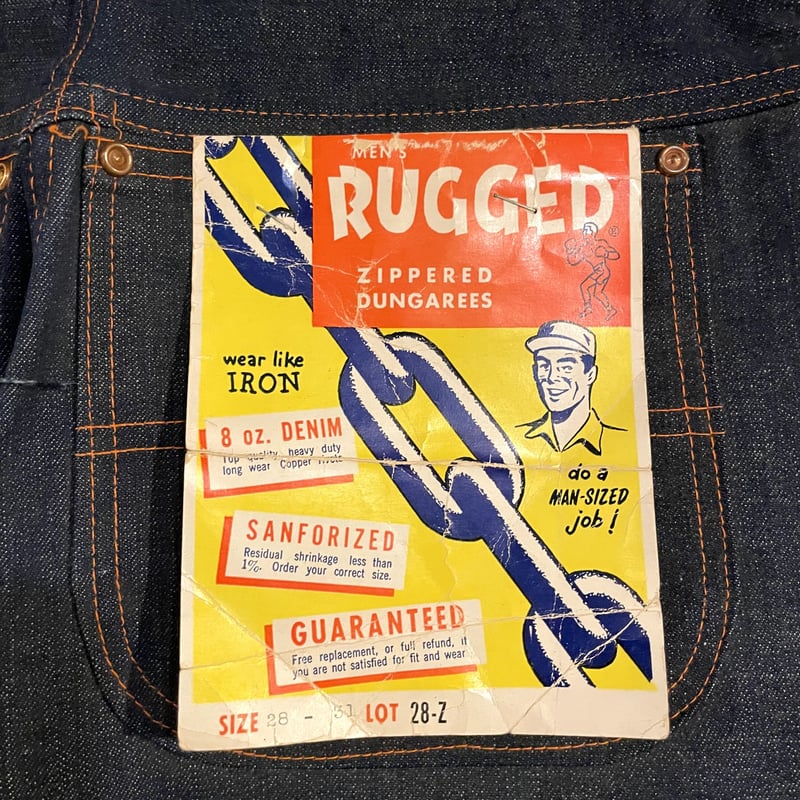 MEN'S
RUGGED
®
ZIPPERED
DUNGAREES
wear like
IRON
8 oz. DENIM
Top quality heavy duty
long wear Copper rivets
do a
MAN-SIZED
job!
SANFORIZED
Residual shrinkage less than
1%. Order your correct size.
GUARANTEED
Free replacement, or full refund, if
you are not satisfied for fit and wear
SIZE 28 - 31 LOT 28-Z